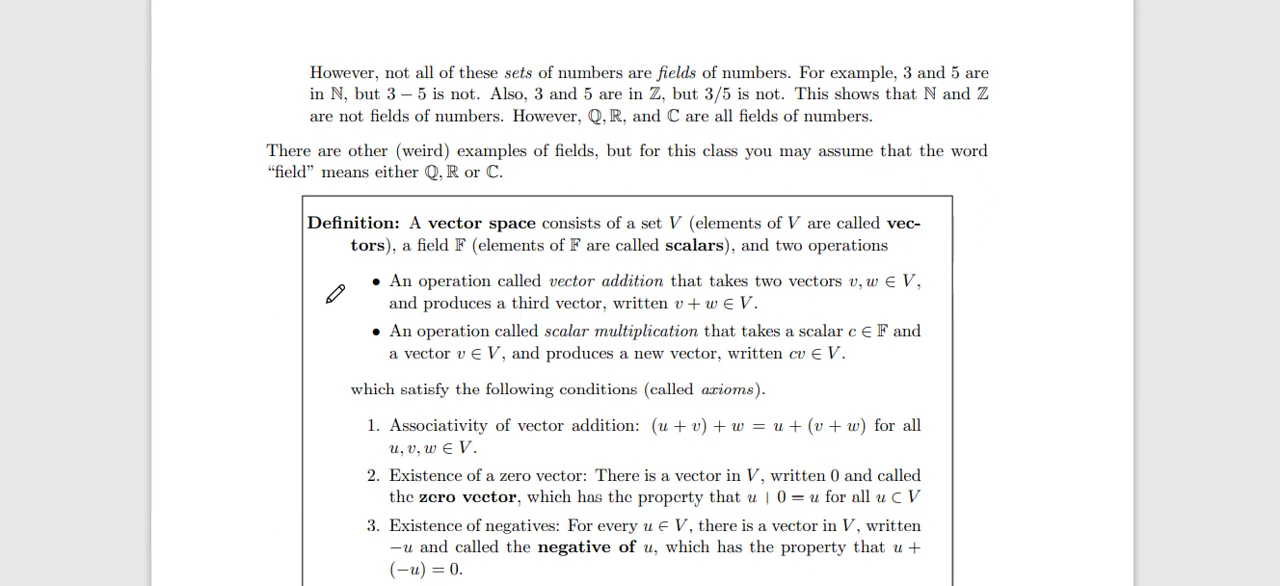 However, not all of these sets of numbers are fields of numbers. For example, 3 and 5 are
in ℕ, but 3 − 5 is not. Also, 3 and 5 are in ℤ, but 3/5 is not. This shows that ℕ and ℤ
are not fields of numbers. However, ℚ, ℝ, and ℂ are all fields of numbers.
There are other (weird) examples of fields, but for this class you may assume that the word
“field” means either ℚ, ℝ or ℂ.
Definition: A vector space consists of a set V (elements of V are called vec-
tors), a field 𝔽 (elements of 𝔽 are called scalars), and two operations
• An operation called vector addition that takes two vectors v, w ∈ V,
and produces a third vector, written v + w ∈ V.
• An operation called scalar multiplication that takes a scalar c ∈ 𝔽 and
a vector v ∈ V, and produces a new vector, written cv ∈ V.
which satisfy the following conditions (called axioms).
1. Associativity of vector addition: (u + v) + w = u + (v + w) for all
u, v, w ∈ V.
2. Existence of a zero vector: There is a vector in V, written 0 and called
the zero vector, which has the property that u + 0 = u for all u ∈ V
3. Existence of negatives: For every u ∈ V, there is a vector in V, written
−u and called the negative of u, which has the property that u +
(−u) = 0.